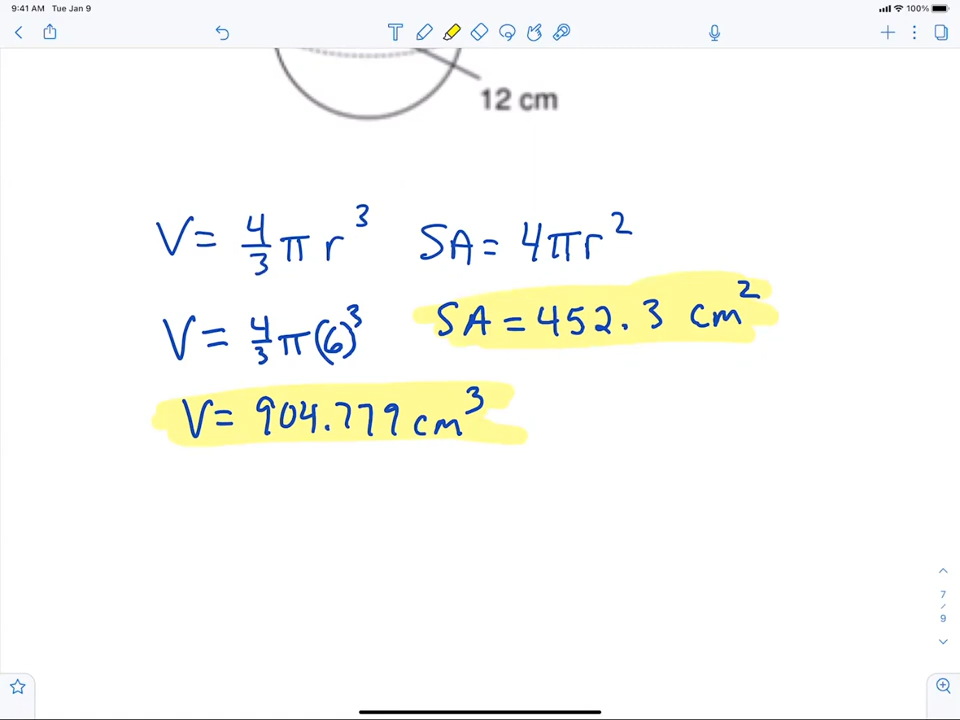 9:41 AM Tue Jan 9
100%
12 cm
V = 4/3 π r³
SA = 4πr²
V = 4/3 π(6)³
SA = 452.3 cm²
V = 904.779 cm³
7
/
9